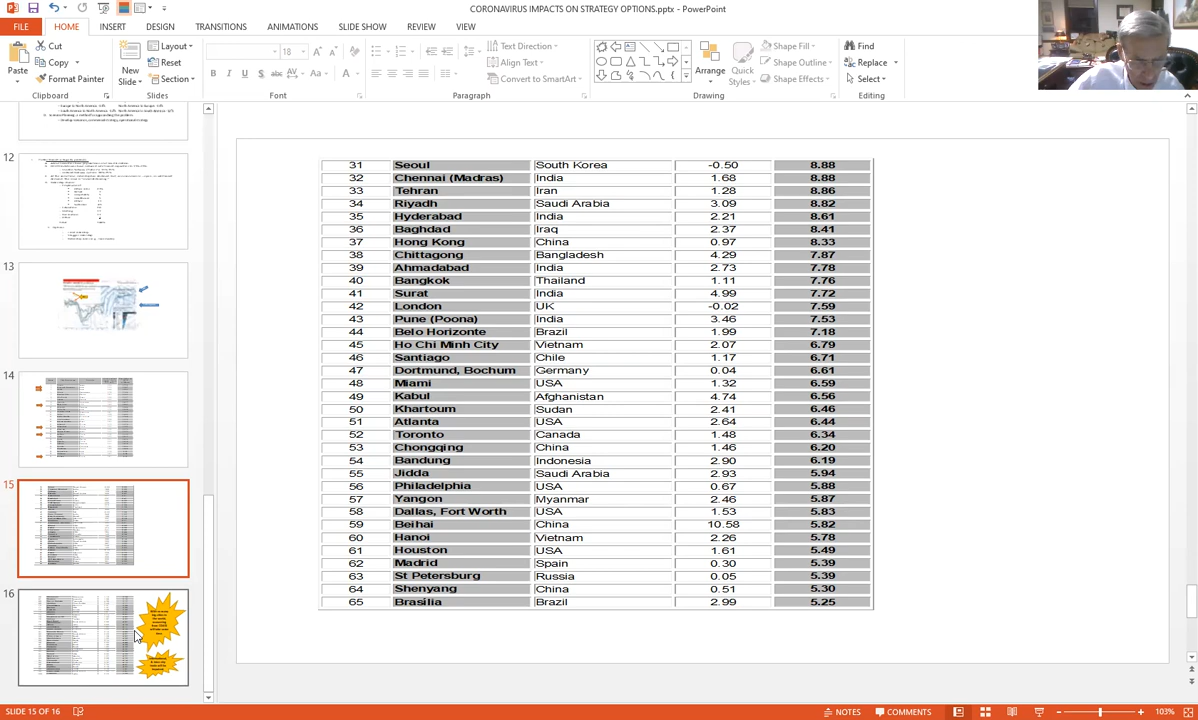 CORONAVIRUS IMPACTS ON STRATEGY OPTIONS.pptx - PowerPoint
FILE HOME INSERT DESIGN TRANSITIONS ANIMATIONS SLIDE SHOW REVIEW VIEW
Paste
Cut
Copy
Format Painter
Clipboard
New Slide
Layout
Reset
Section
Slides
18
B I U S abc AV Aa A
Font
Text Direction
Align Text
Convert to SmartArt
Paragraph
Arrange
Quick Styles
Shape Fill
Shape Outline
Shape Effects
Drawing
Find
Replace
Select
Editing
12
13
14
15
16
31 Seoul South Korea -0.50 8.88
32 Chennai (Madras) India 1.68 8.88
33 Tehran Iran 1.28 8.86
34 Riyadh Saudi Arabia 3.09 8.82
35 Hyderabad India 2.21 8.61
36 Baghdad Iraq 2.37 8.41
37 Hong Kong China 0.97 8.33
38 Chittagong Bangladesh 4.29 7.87
39 Ahmadabad India 2.73 7.78
40 Bangkok Thailand 1.11 7.76
41 Surat India 4.99 7.72
42 London UK -0.02 7.59
43 Pune (Poona) India 3.46 7.53
44 Belo Horizonte Brazil 1.99 7.18
45 Ho Chi Minh City Vietnam 2.07 6.79
46 Santiago Chile 1.17 6.71
47 Dortmund, Bochum Germany 0.04 6.61
48 Miami USA 1.32 6.59
49 Kabul Afghanistan 4.74 6.56
50 Khartoum Sudan 2.41 6.46
51 Atlanta USA 2.64 6.44
52 Toronto Canada 1.48 6.34
53 Chongqing China 1.46 6.20
54 Bandung Indonesia 2.90 6.19
55 Jidda Saudi Arabia 2.93 5.94
56 Philadelphia USA 0.67 5.88
57 Yangon Myanmar 2.46 5.87
58 Dallas, Fort Worth USA 1.53 5.83
59 Beihai China 10.58 5.82
60 Hanoi Vietnam 2.26 5.78
61 Houston USA 1.61 5.49
62 Madrid Spain 0.30 5.39
63 St Petersburg Russia 0.05 5.39
64 Shenyang China 0.51 5.30
65 Brasilia Brazil 2.99 5.25
SLIDE 15 OF 16
NOTES
COMMENTS
103%